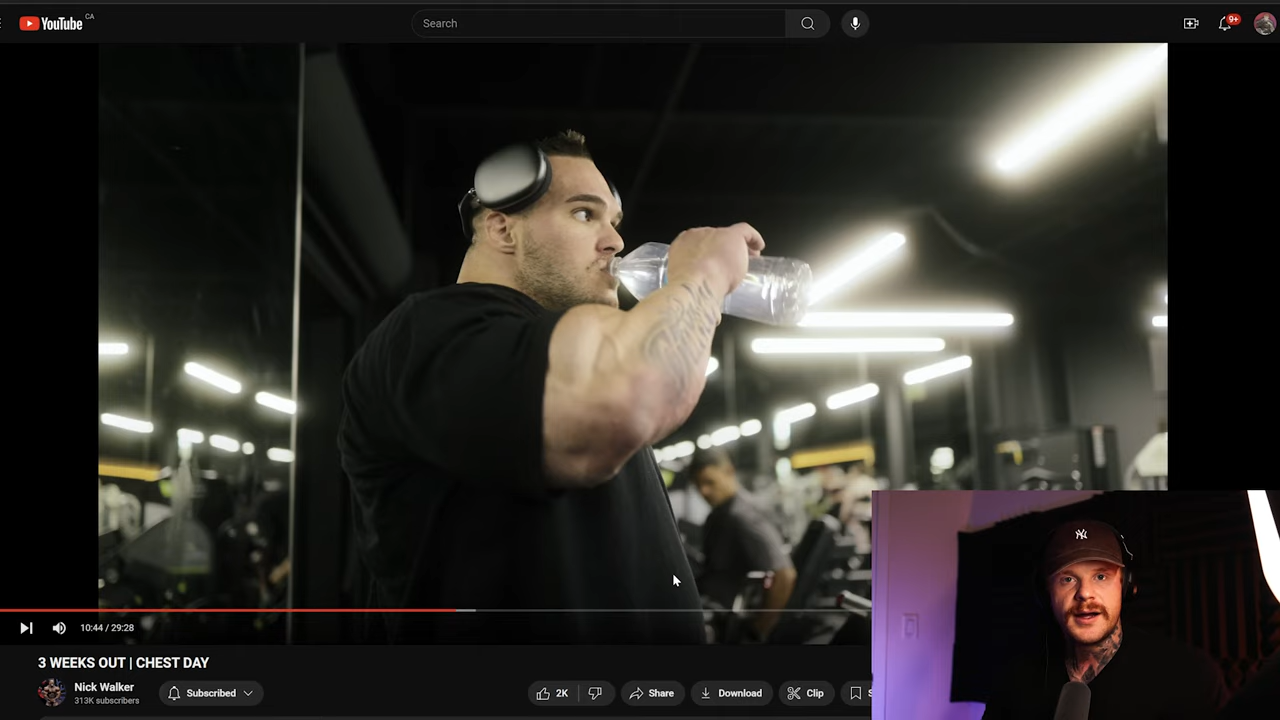 YouTube CA
Search
9+
10:44 / 29:28
3 WEEKS OUT | CHEST DAY
Nick Walker
313K subscribers
Subscribed
2K
Share
Download
Clip
NY